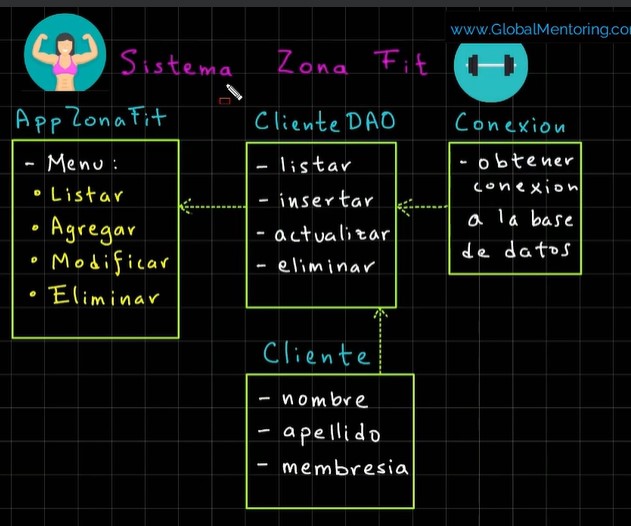 www.GlobalMentoring.com
Sistema Zona Fit
AppZonaFit
- Menu:
• Listar
• Agregar
• Modificar
• Eliminar
ClienteDAO
- listar
- insertar
- actualizar
- eliminar
Conexion
- obtener
conexion
a la base
de datos
Cliente
- nombre
- apellido
- membresia